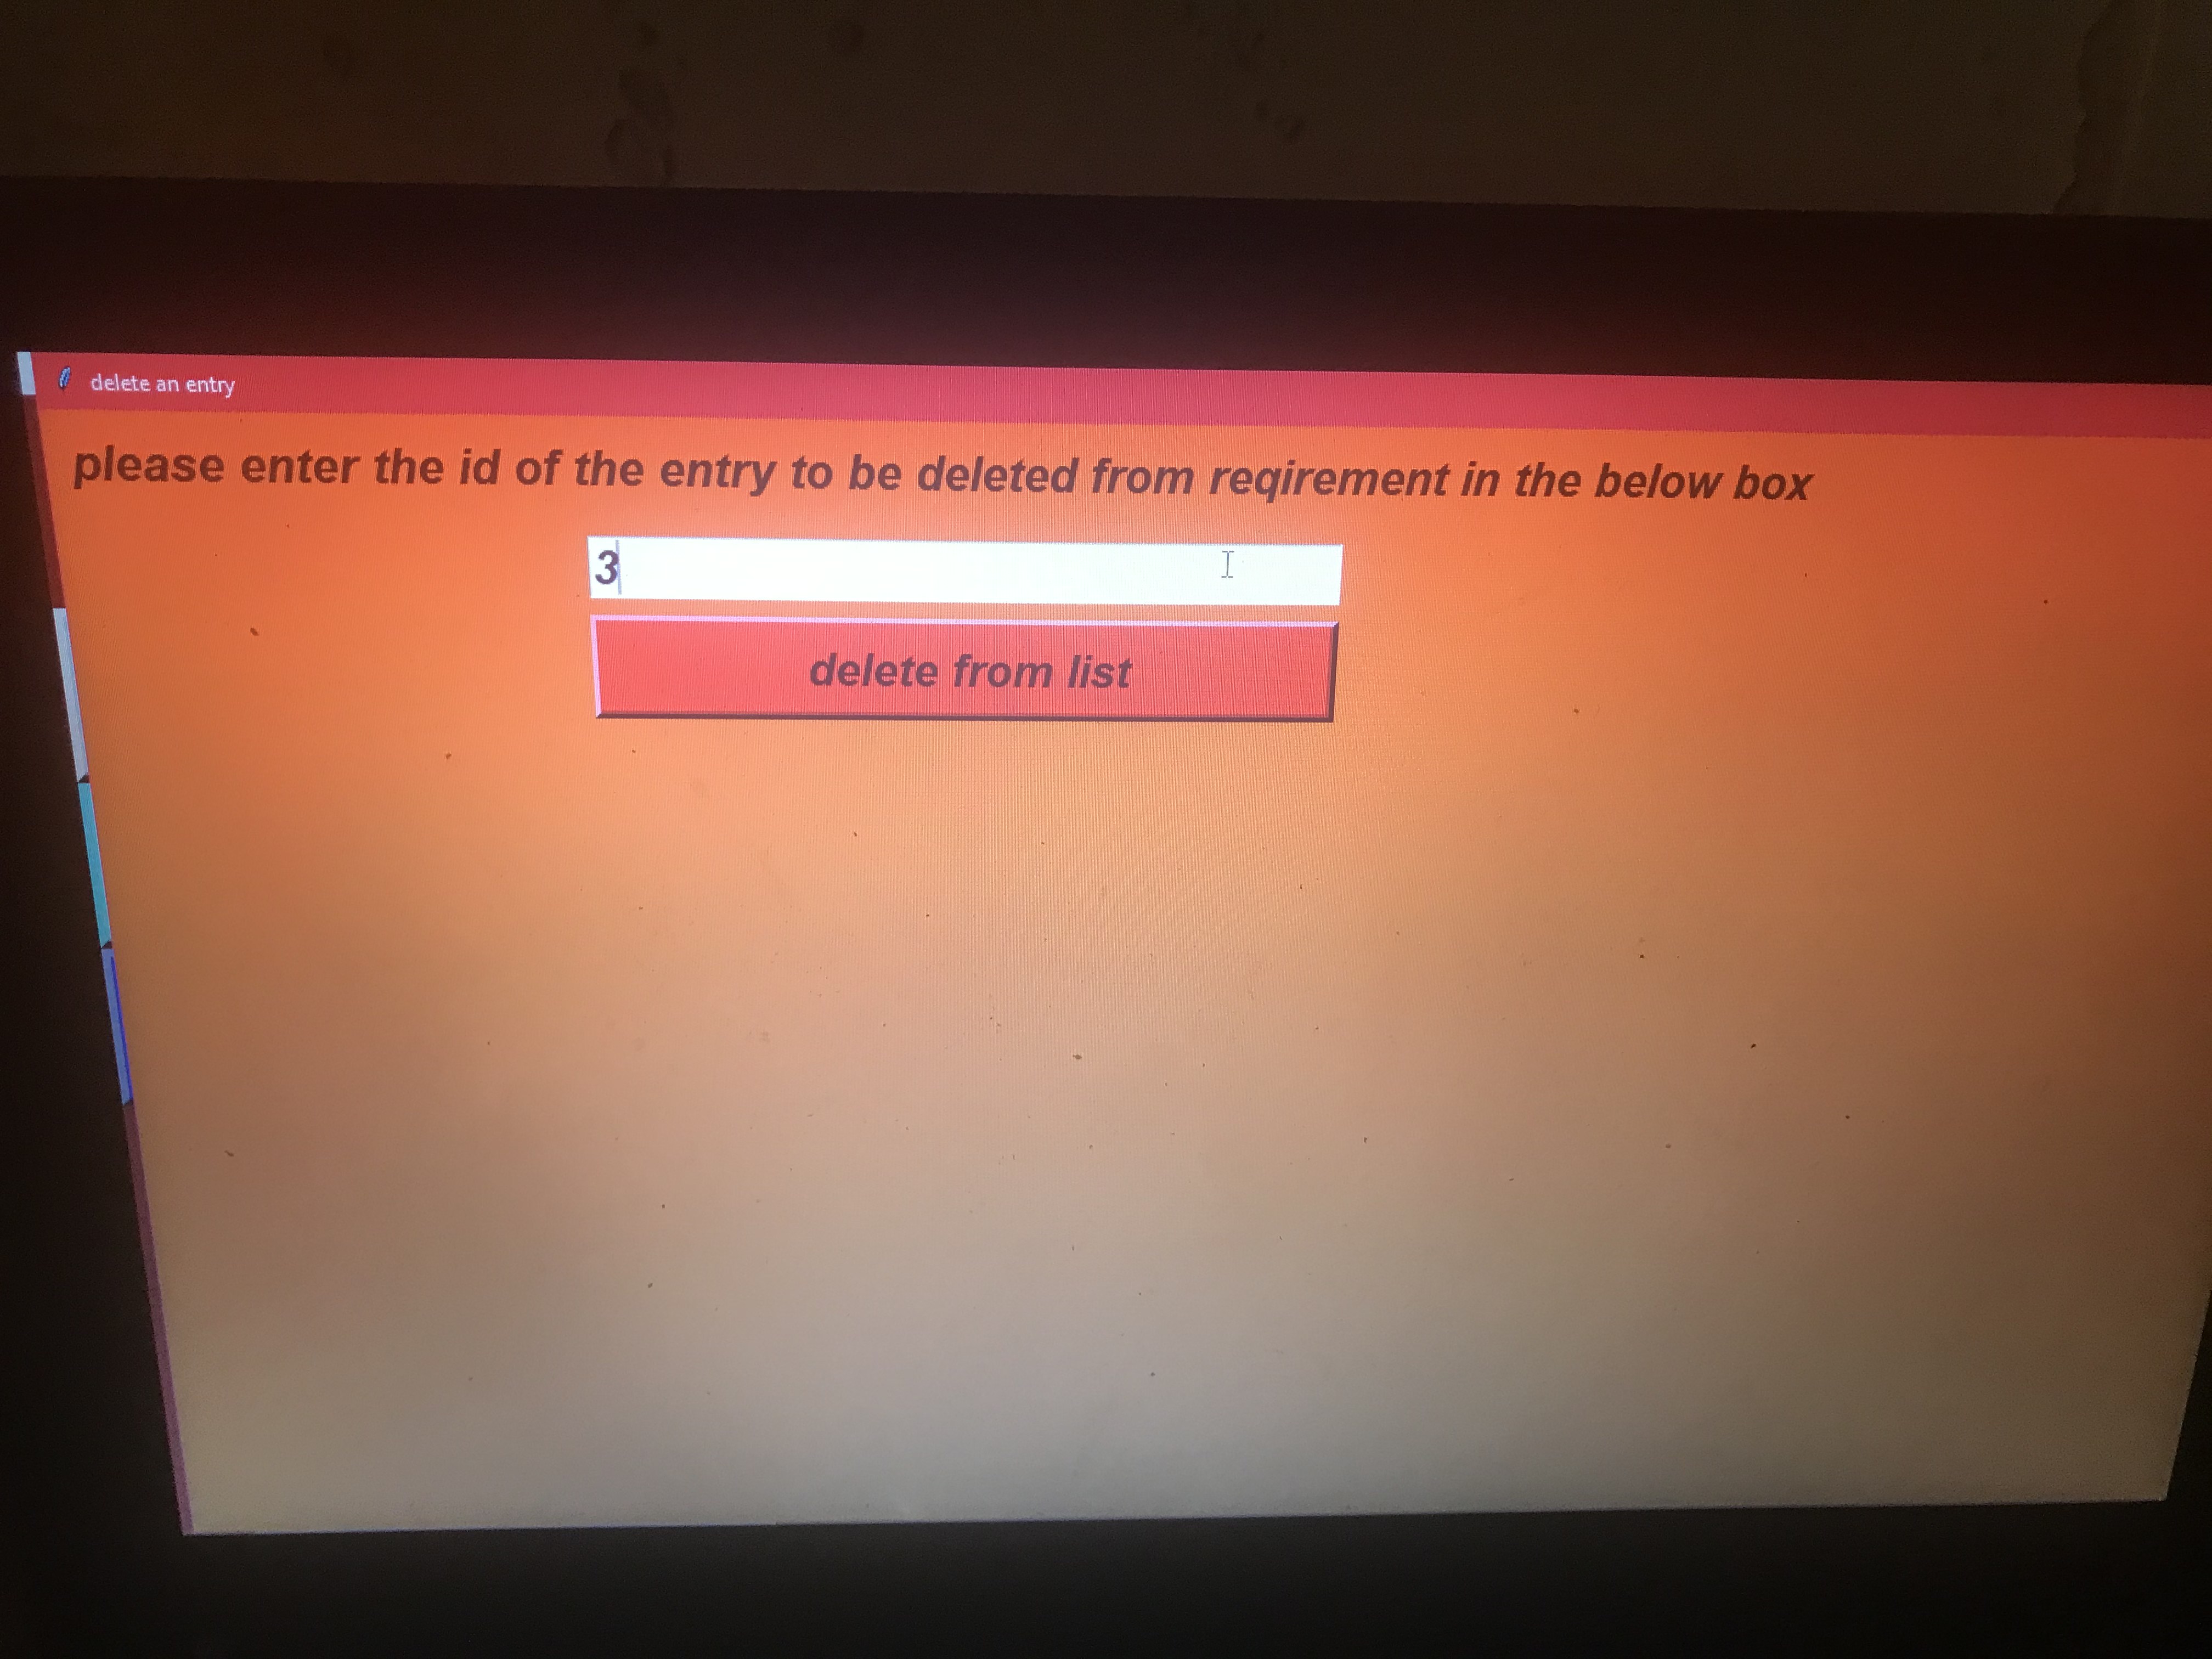 delete an entry
please enter the id of the entry to be deleted from reqirement in the below box
3
delete from list